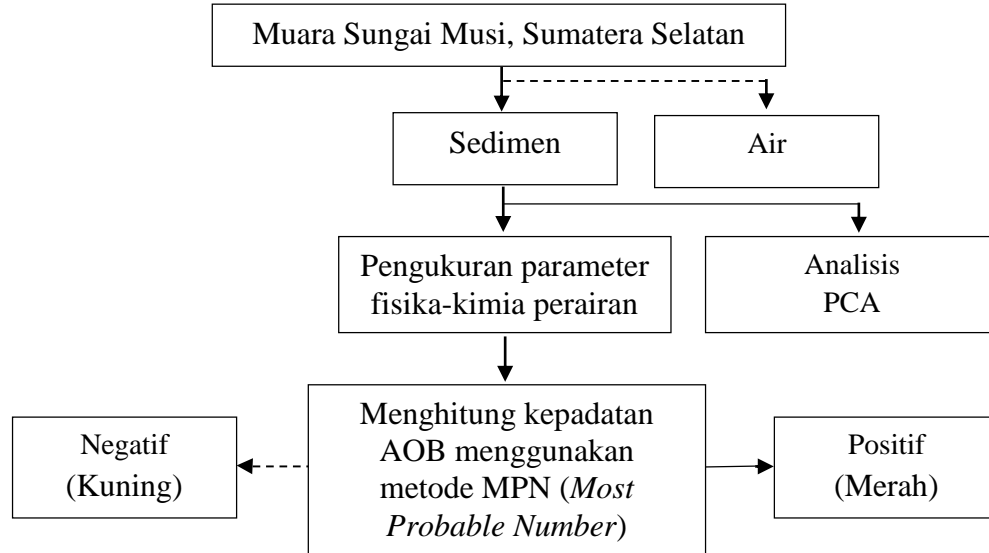 Muara Sungai Musi, Sumatera Selatan
Sedimen
Air
Pengukuran parameter
fisika-kimia perairan
Analisis
PCA
Negatif
(Kuning)
Menghitung kepadatan
AOB menggunakan
metode MPN (Most
Probable Number)
Positif
(Merah)